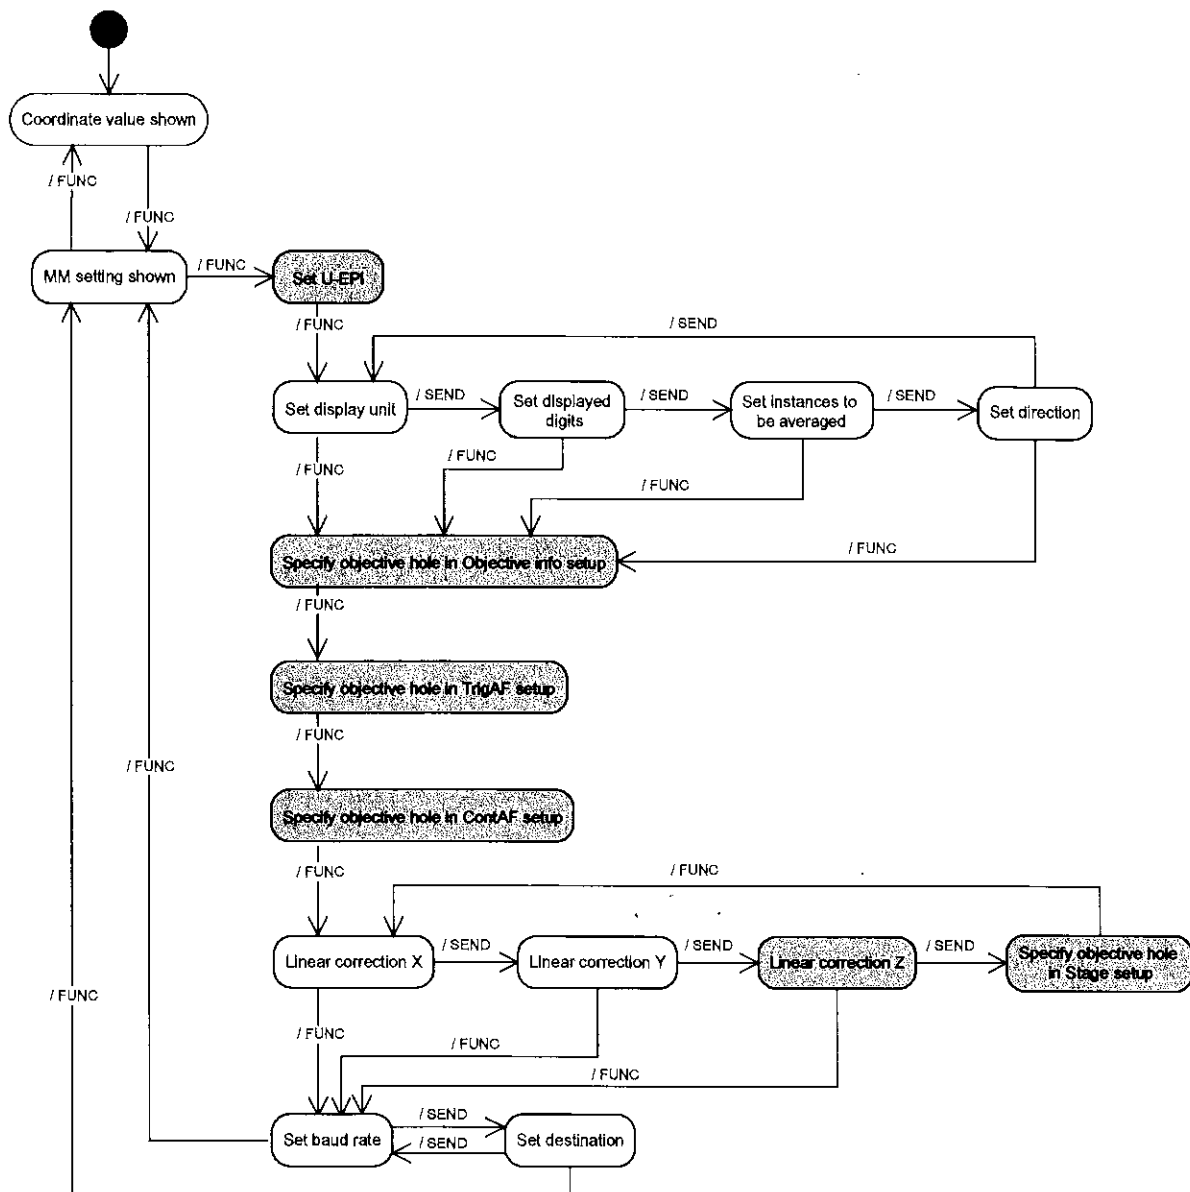 Coordinate value shown
/ FUNC
/ FUNC
MM setting shown
/ FUNC
Set U-EPI
/ FUNC
/ SEND
Set display unit
/ SEND
Set displayed
digits
/ SEND
Set instances to
be averaged
/ SEND
Set direction
/ FUNC
/ FUNC
/ FUNC
/ FUNC
Specify objective hole in Objective info setup
/ FUNC
Specify objective hole in TrigAF setup
/ FUNC
/ FUNC
Specify objective hole in ContAF setup
/ FUNC
/ FUNC
Linear correction X
/ SEND
Linear correction Y
/ SEND
Linear correction Z
/ SEND
Specify objective hole
in Stage setup
/ FUNC
/ FUNC
/ FUNC
/ FUNC
Set baud rate
/ SEND
/ SEND
Set destination